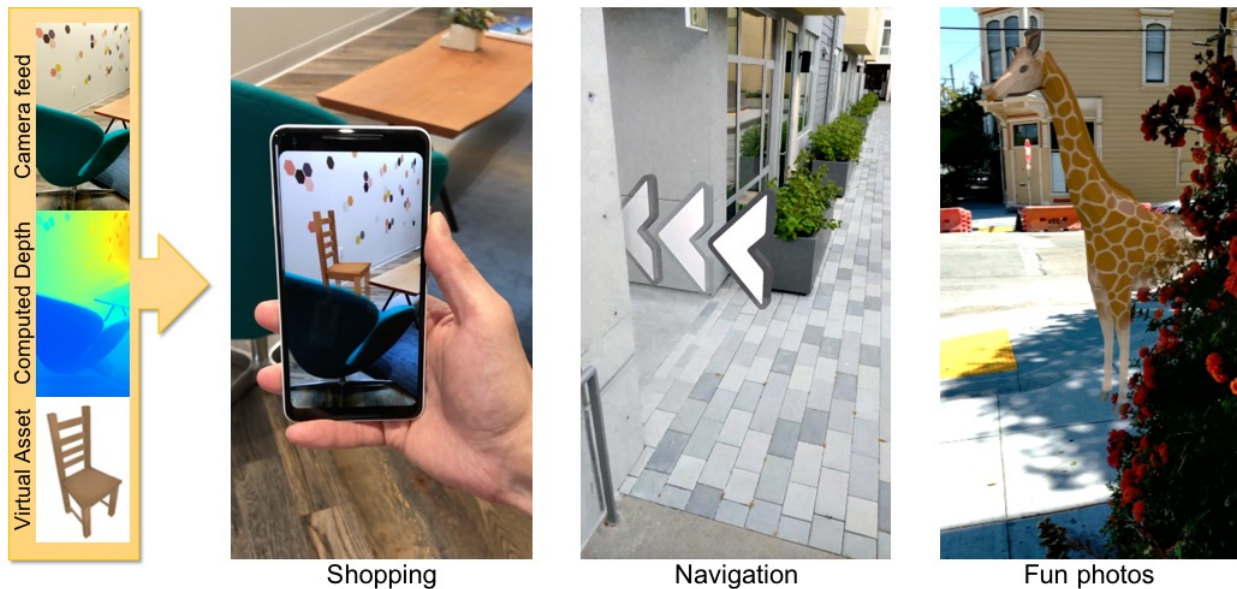 Camera feed
Computed Depth
Virtual Asset
Shopping
Navigation
Fun photos